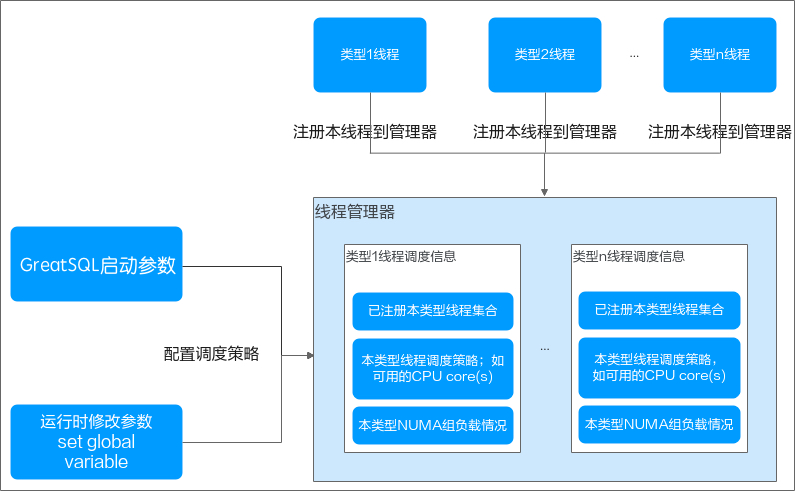 类型1线程
类型2线程
...
类型n线程
注册本线程到管理器
注册本线程到管理器
注册本线程到管理器
线程管理器
GreatSQL启动参数
配置调度策略
运行时修改参数
set global
variable
类型1线程调度信息
已注册本类型线程集合
本类型线程调度策略；如
可用的CPU core(s)
本类型NUMA组负载情况
...
类型n线程调度信息
已注册本类型线程集合
本类型线程调度策略，
如可用的CPU core(s)
本类型NUMA组负载情况